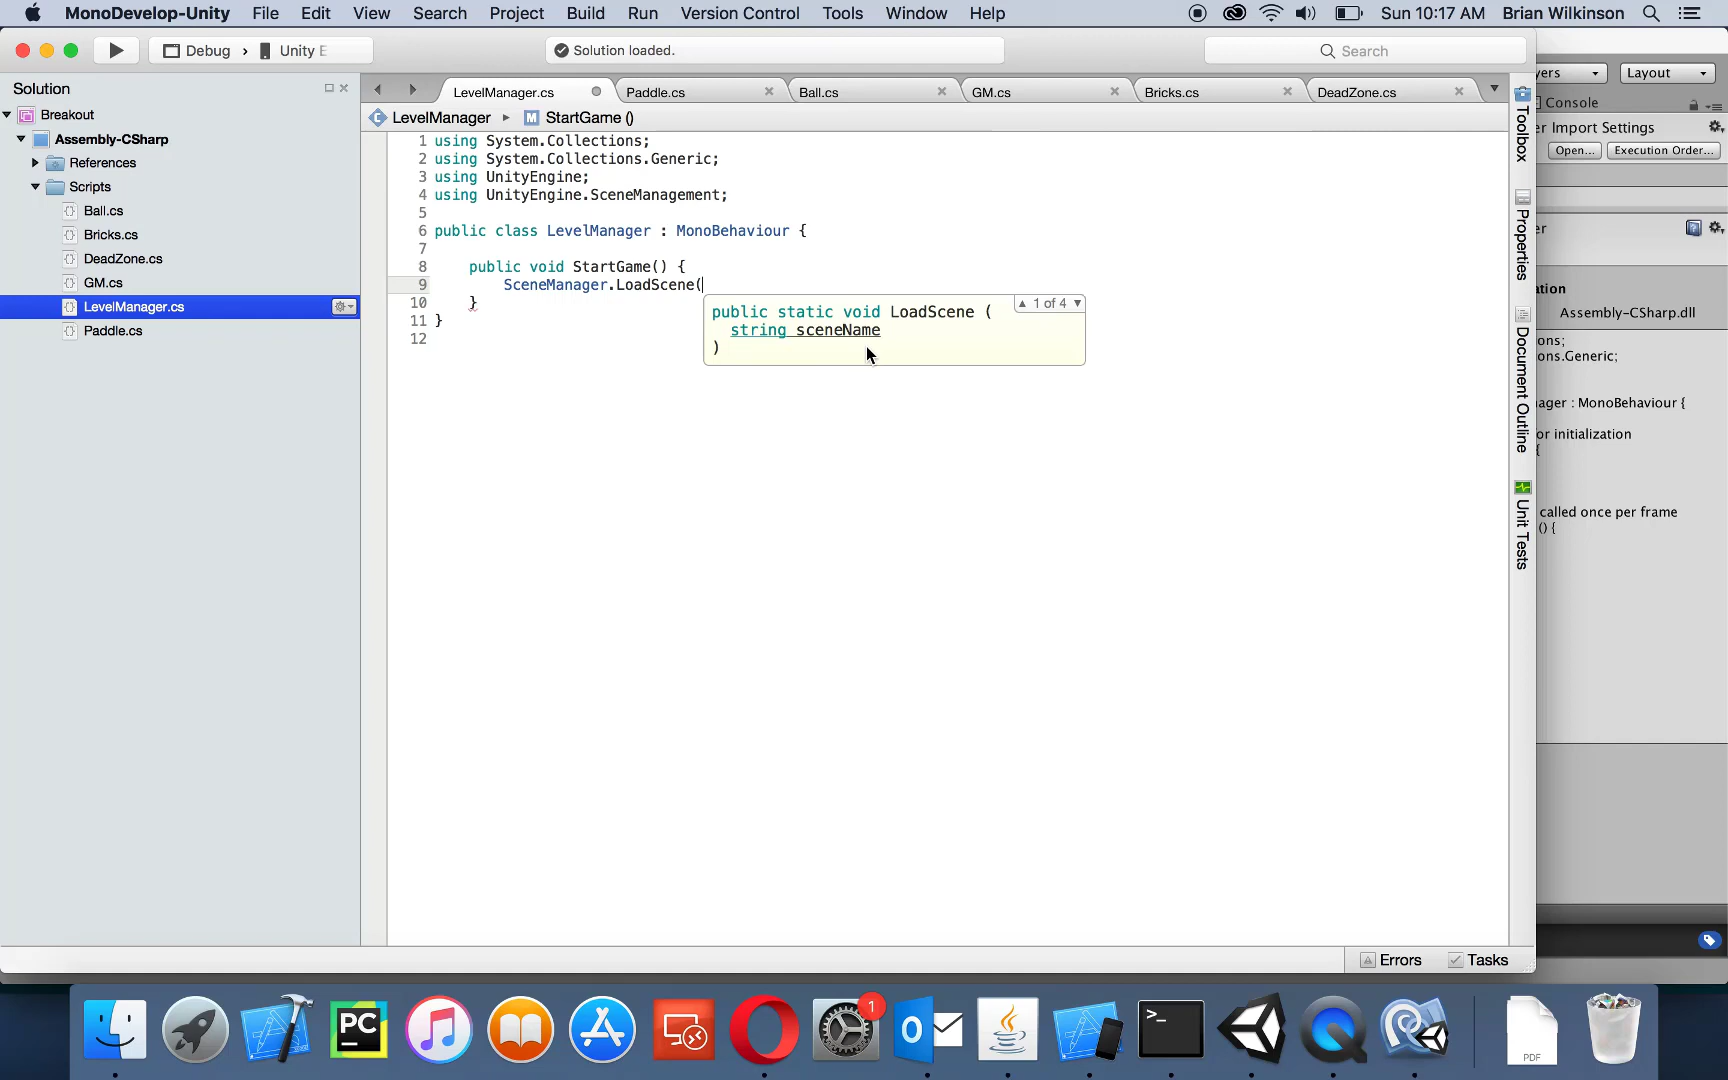 MonoDevelop-Unity File Edit View Search Project Build Run Version Control Tools Window Help Sun 10:17 AM Brian Wilkinson
Debug › Unity E
Solution loaded.
Search
Layout
Console
Import Settings
Open... Execution Order...
Assembly-CSharp.dll
Solution
Breakout
Assembly-CSharp
References
Scripts
Ball.cs
Bricks.cs
DeadZone.cs
GM.cs
LevelManager.cs
Paddle.cs
LevelManager.cs Paddle.cs Ball.cs GM.cs Bricks.cs DeadZone.cs
LevelManager StartGame ()
1 using System.Collections;
2 using System.Collections.Generic;
3 using UnityEngine;
4 using UnityEngine.SceneManagement;
5
6 public class LevelManager : MonoBehaviour {
7
8 public void StartGame() {
9 SceneManager.LoadScene(
10 }
11 }
12
1 of 4
public static void LoadScene (
string sceneName
)
Toolbox
Properties
Document Outline
Unit Tests
ons;
ons.Generic;
ager : MonoBehaviour {
or initialization
{
called once per frame
() {
Errors Tasks
1
PC
>_
PDF